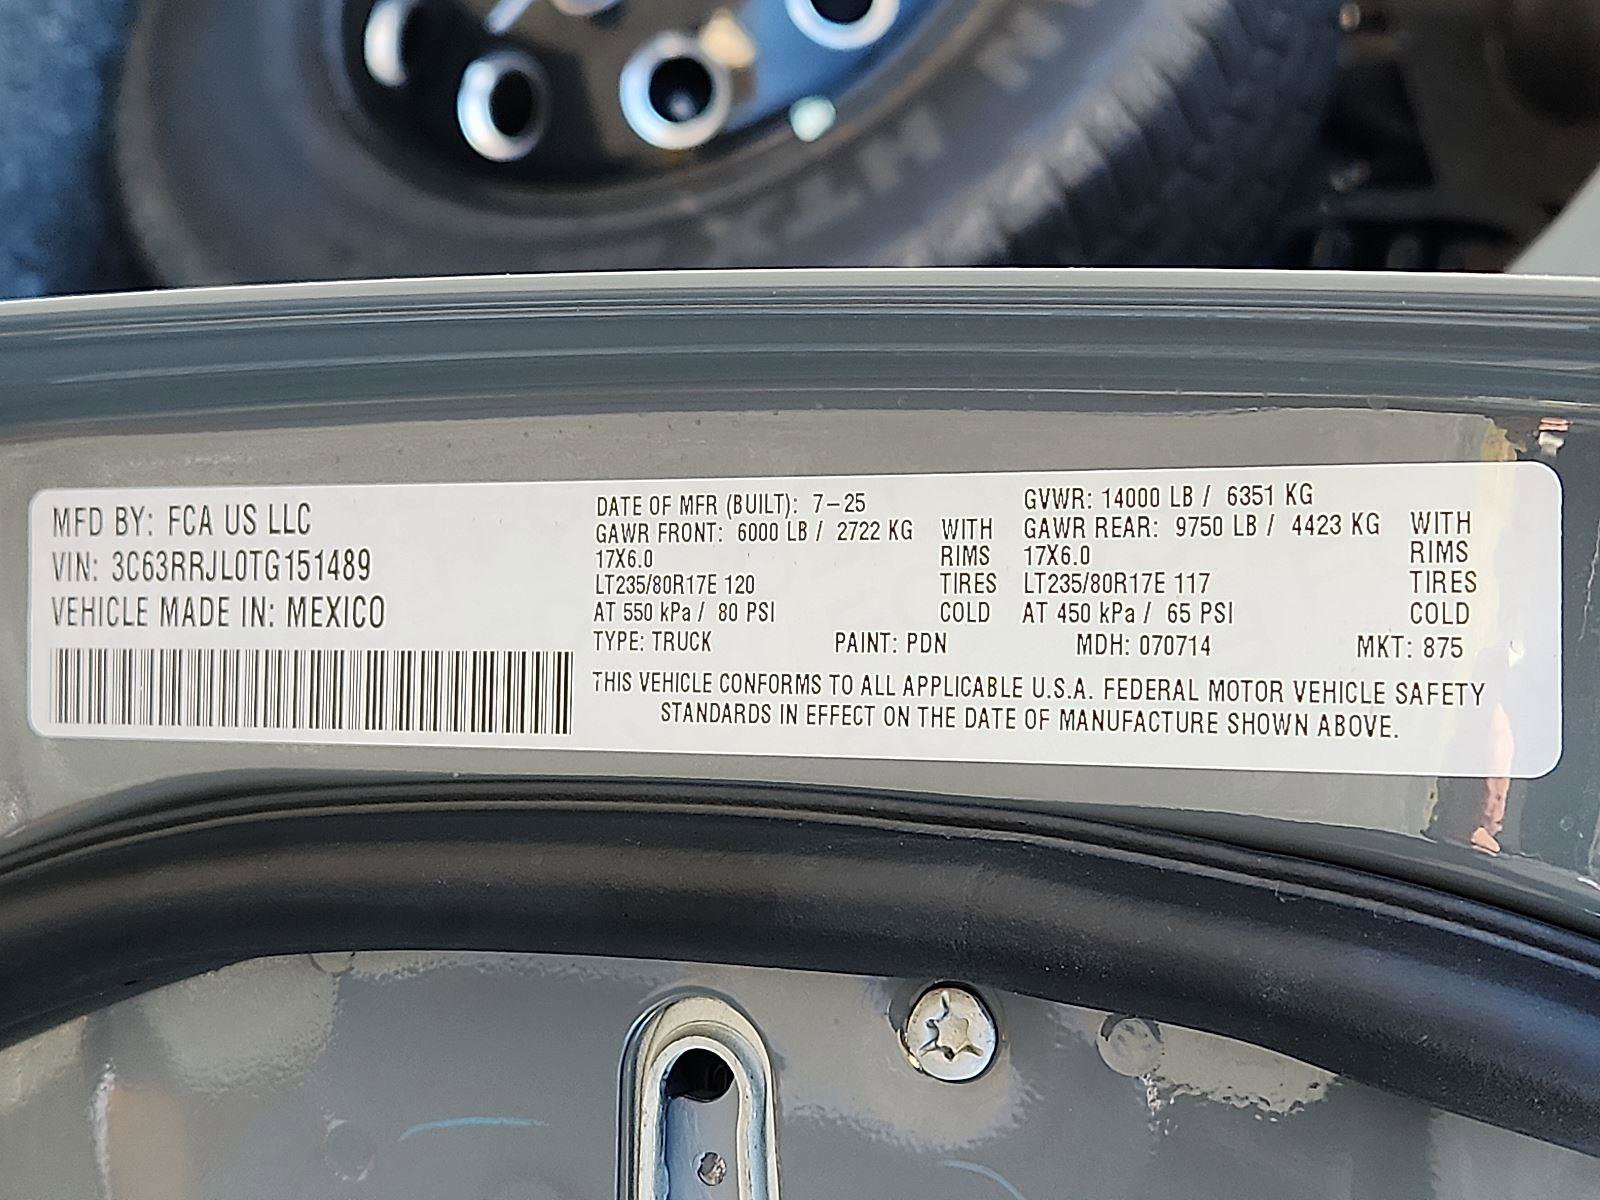 MFD BY: FCA US LLC
VIN: 3C63RRJL0TG151489
VEHICLE MADE IN: MEXICO
DATE OF MFR (BUILT): 7-25
GAWR FRONT: 6000 LB / 2722 KG WITH
17X6.0 RIMS
LT235/80R17E 120 TIRES
AT 550 kPa / 80 PSI COLD
GVWR: 14000 LB / 6351 KG
GAWR REAR: 9750 LB / 4423 KG WITH
17X6.0 RIMS
LT235/80R17E 117 TIRES
AT 450 kPa / 65 PSI COLD
TYPE: TRUCK PAINT: PDN MDH: 070714 MKT: 875
THIS VEHICLE CONFORMS TO ALL APPLICABLE U.S.A. FEDERAL MOTOR VEHICLE SAFETY
STANDARDS IN EFFECT ON THE DATE OF MANUFACTURE SHOWN ABOVE.